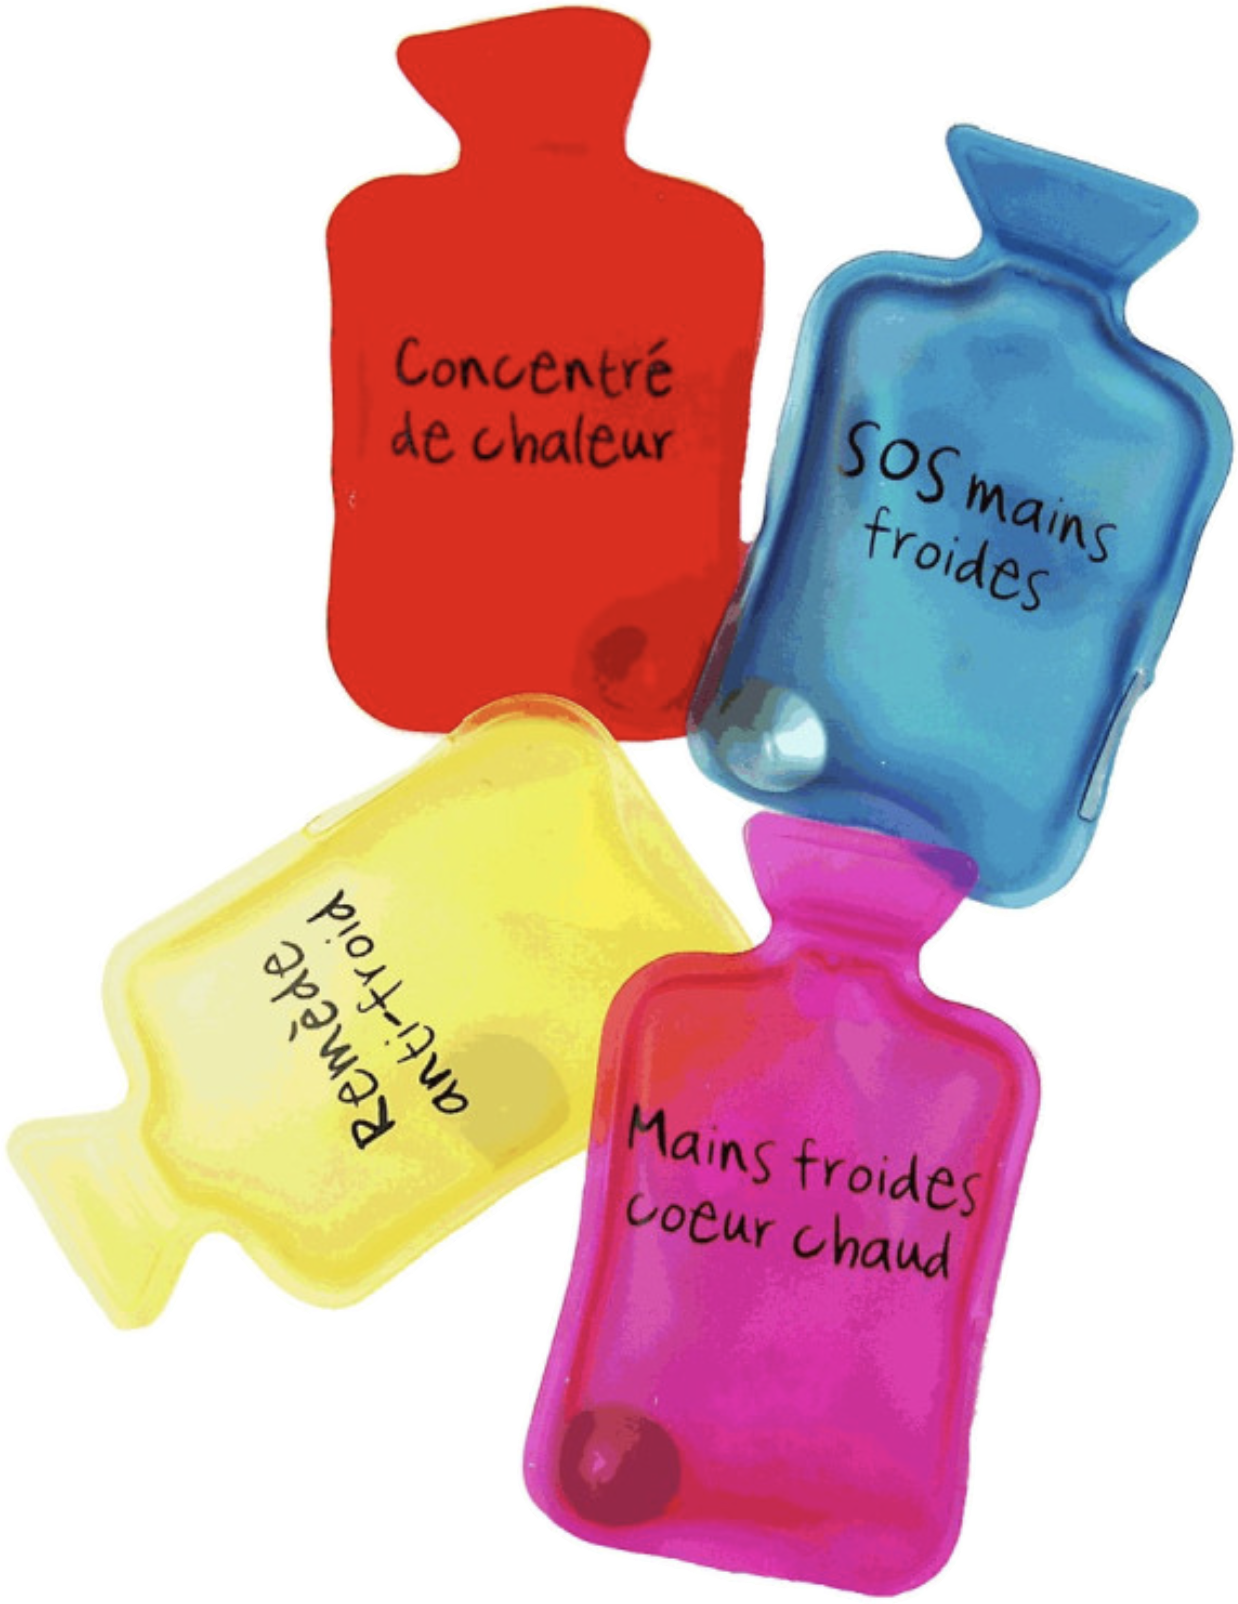 Concentré
de chaleur
SOS mains
froides
Remède
anti-froid
Mains froides
coeur chaud